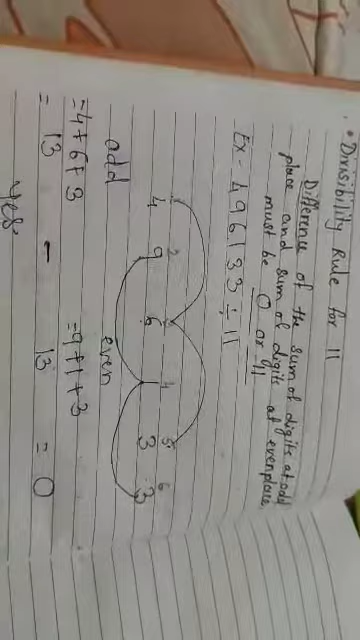 • Divisibility Rule for 11
Difference of the sum of digits at odd
place and sum of digits at even place
must be 0 or 11
Ex - 496133 ÷ 11
1 2 3 4 5 6
4 9 6 1 3 3
odd even
= 4+6+3 = 9+1+3
= 13 - 13 = 0
Yes